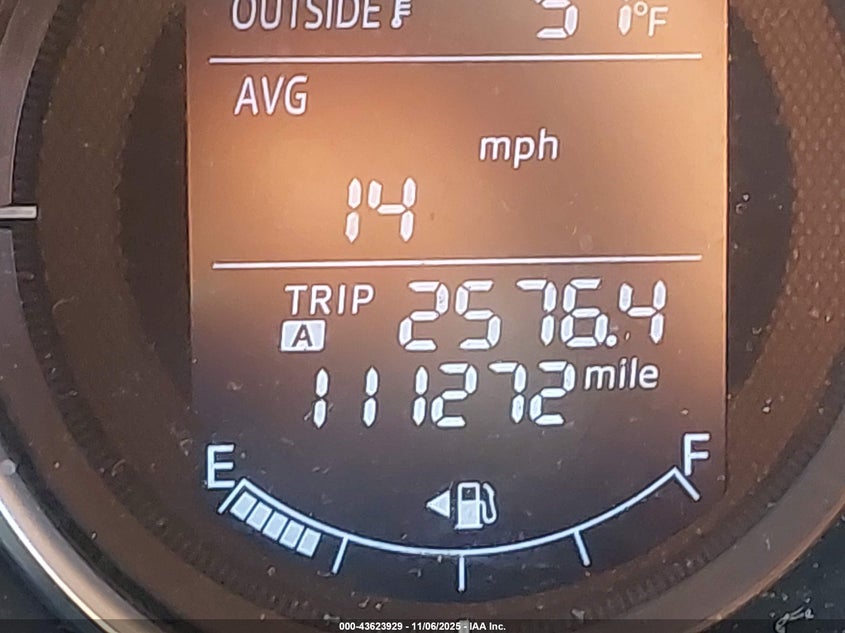 OUTSIDE °F
AVG
mph
14
TRIP A 2576.4
111272 mile
E F
000-43623929 - 11/06/2025 - IAA Inc.